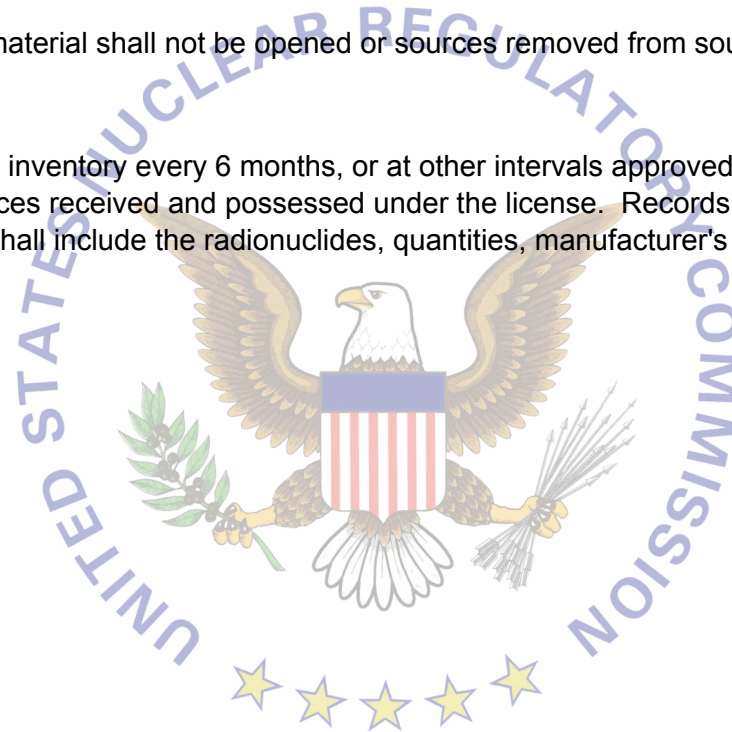 material shall not be opened or sources removed from sou
inventory every 6 months, or at other intervals approved
ces received and possessed under the license. Records
hall include the radionuclides, quantities, manufacturer's
UNITED STATES NUCLEAR REGULATORY COMMISSION